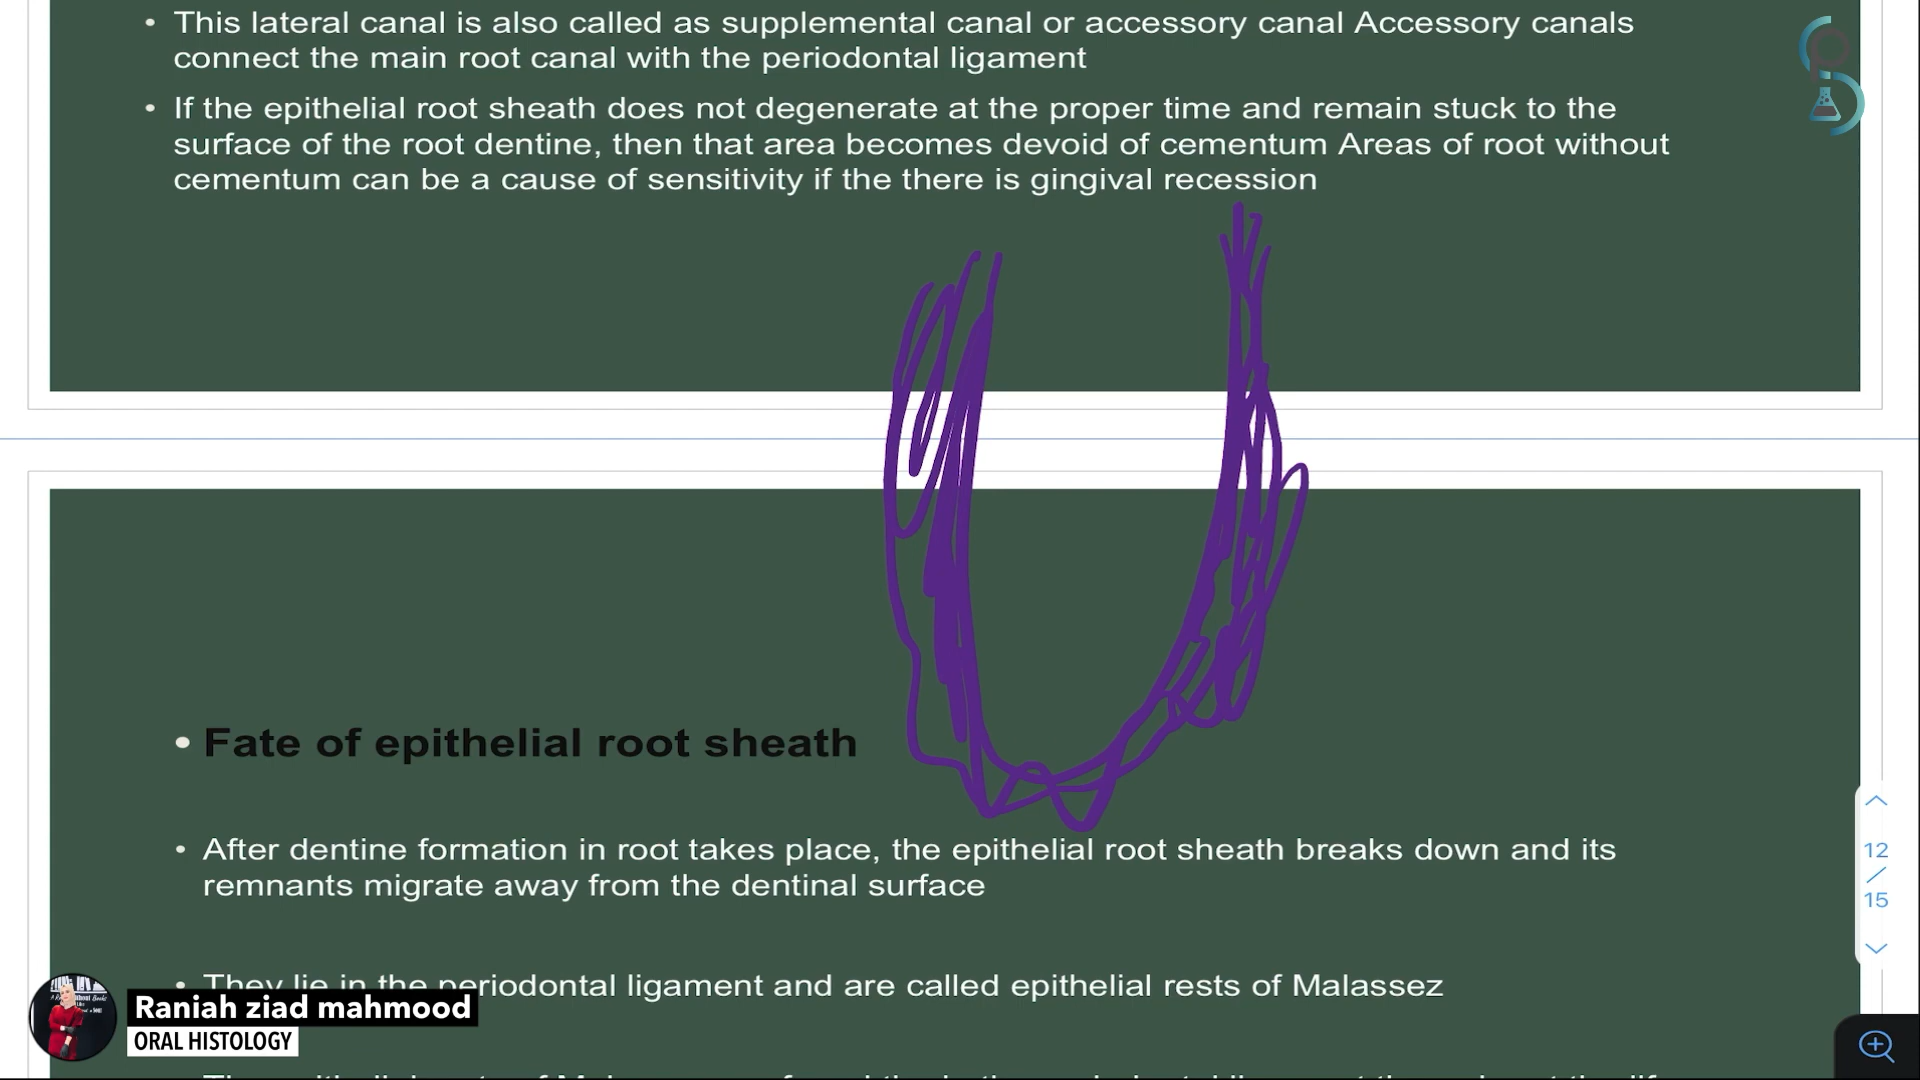 • This lateral canal is also called as supplemental canal or accessory canal Accessory canals
connect the main root canal with the periodontal ligament
• If the epithelial root sheath does not degenerate at the proper time and remain stuck to the
surface of the root dentine, then that area becomes devoid of cementum Areas of root without
cementum can be a cause of sensitivity if the there is gingival recession
• Fate of epithelial root sheath
• After dentine formation in root takes place, the epithelial root sheath breaks down and its
remnants migrate away from the dentinal surface
• They lie in the periodontal ligament and are called epithelial rests of Malassez
12
/
15
Raniah ziad mahmood
ORAL HISTOLOGY